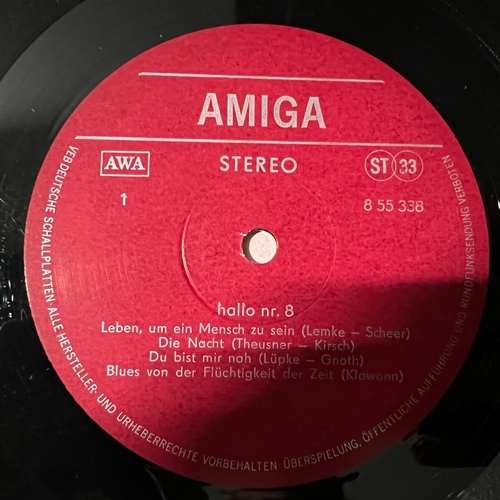 AMIGA
AWA
STEREO
ST 33
1
8 55 338
hallo nr. 8
Leben, um ein Mensch zu sein (Lemke – Scheer)
Die Nacht (Theusner – Kirsch)
Du bist mir nah (Lüpke – Gnoth)
Blues von der Flüchtigkeit der Zeit (Klawonn)
VEB DEUTSCHE SCHALLPLATTEN · ALLE HERSTELLER- UND URHEBERRECHTE VORBEHALTEN ÜBERSPIELUNG, ÖFFENTLICHE AUFFÜHRUNG UND RUNDFUNKSENDUNG VERBOTEN